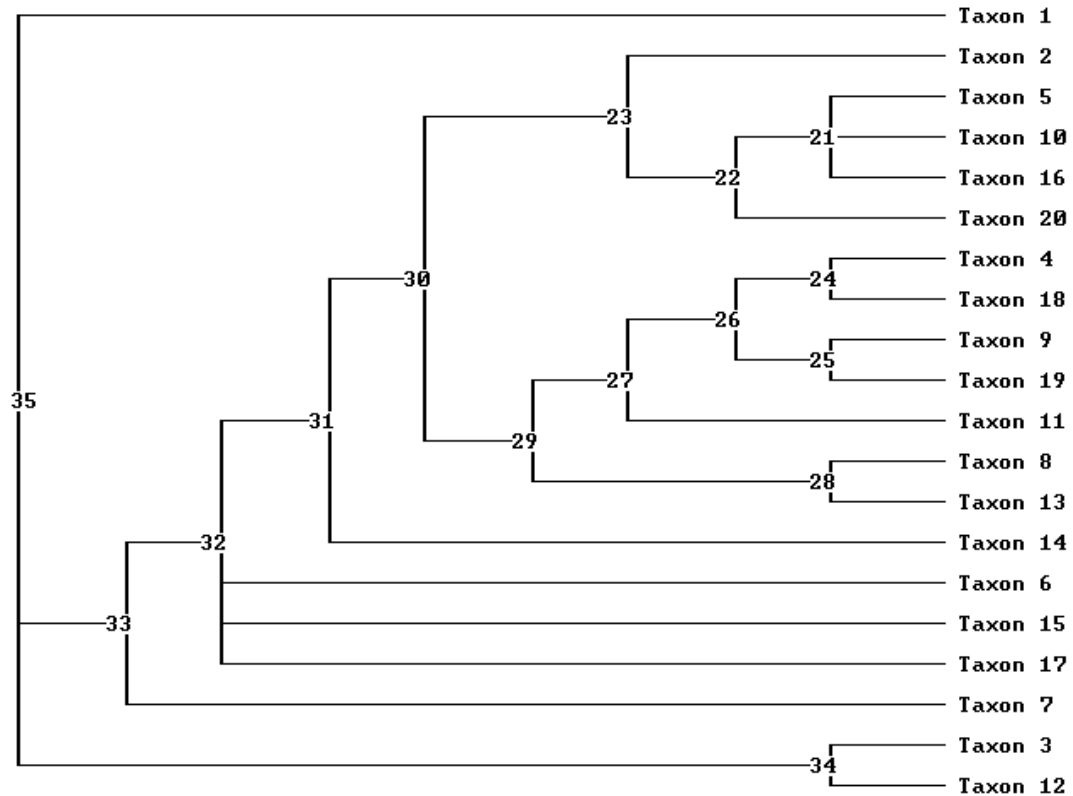 Taxon 1
Taxon 2
Taxon 5
23
21 Taxon 10
22 Taxon 16
Taxon 20
Taxon 4
30 24
Taxon 18
26
Taxon 9
25
27 Taxon 19
35
31 Taxon 11
29
Taxon 8
28
Taxon 13
32 Taxon 14
Taxon 6
33 Taxon 15
Taxon 17
Taxon 7
Taxon 3
34
Taxon 12